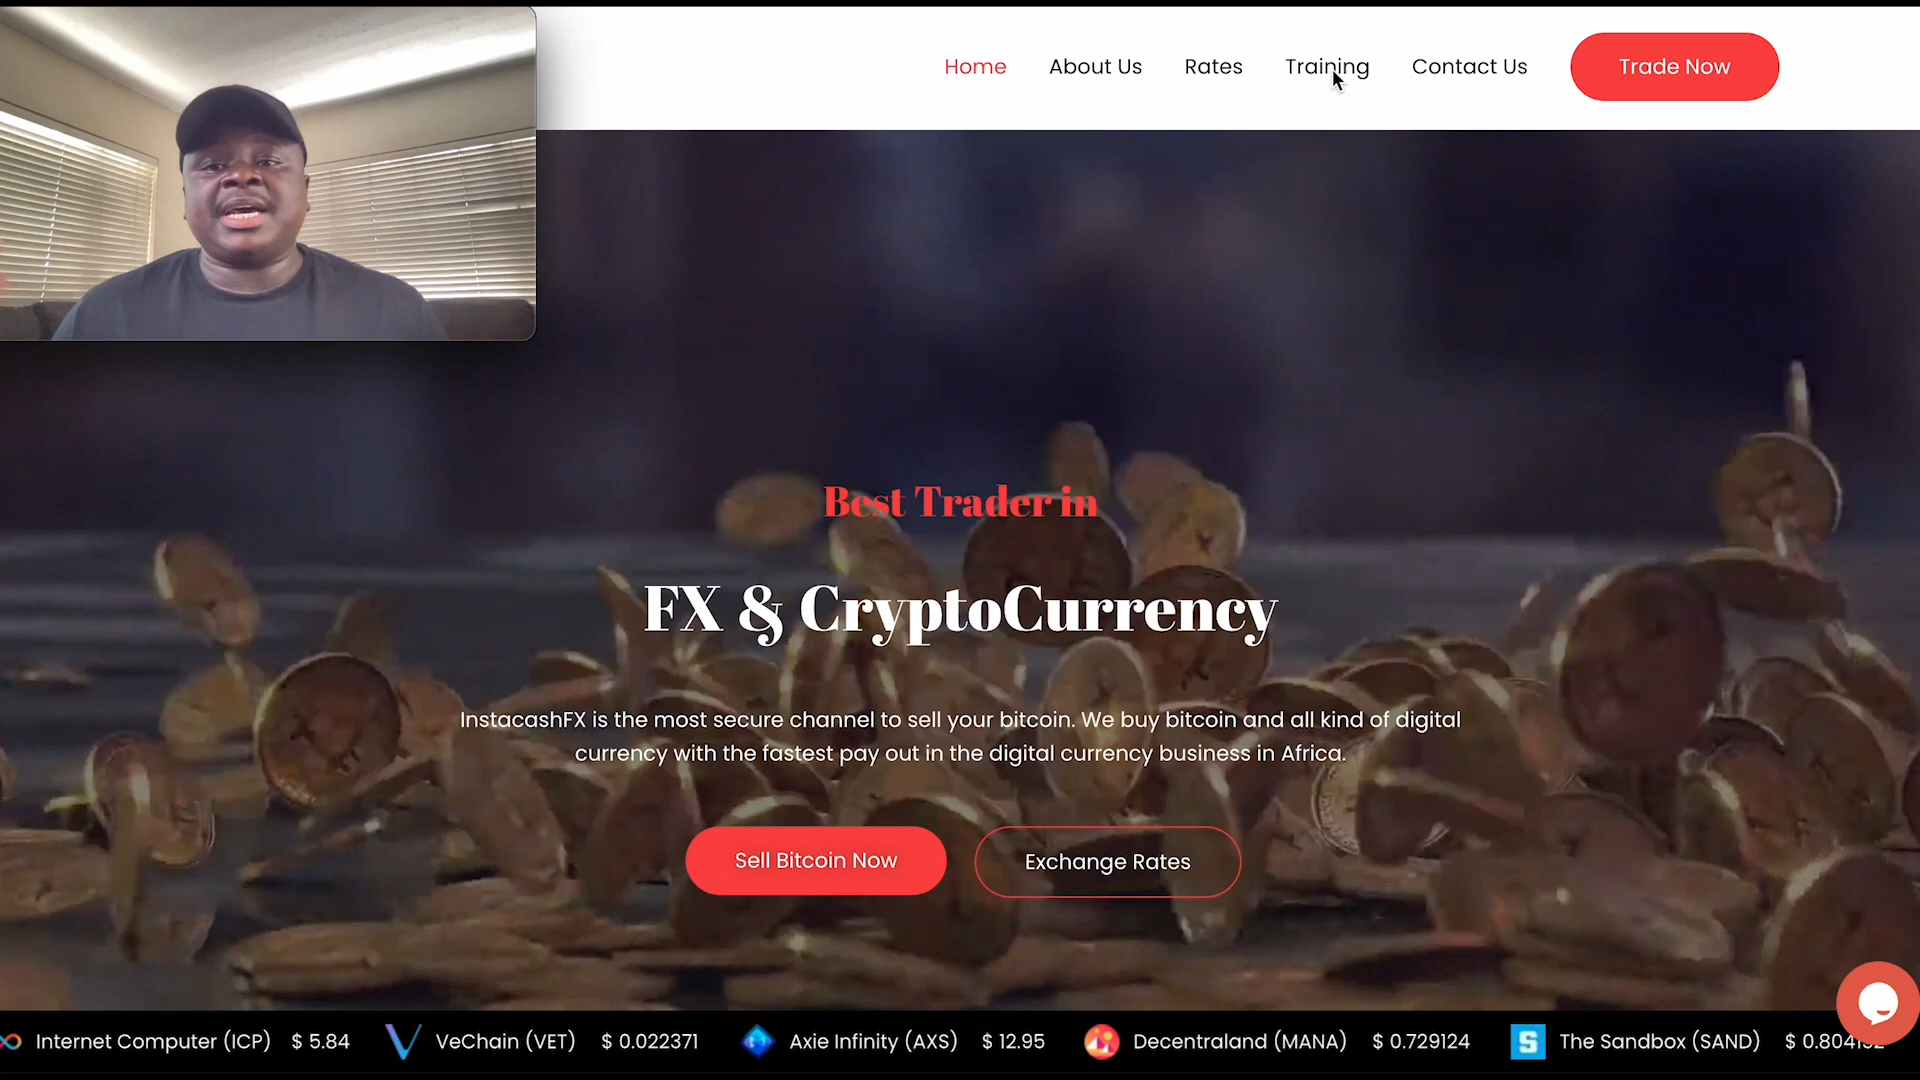 Home About Us Rates Training Contact Us Trade Now
Best Trader in
FX & CryptoCurrency
InstacashFX is the most secure channel to sell your bitcoin. We buy bitcoin and all kind of digital
currency with the fastest pay out in the digital currency business in Africa.
Sell Bitcoin Now Exchange Rates
Internet Computer (ICP) $ 5.84 VeChain (VET) $ 0.022371 Axie Infinity (AXS) $ 12.95 Decentraland (MANA) $ 0.729124 The Sandbox (SAND) $